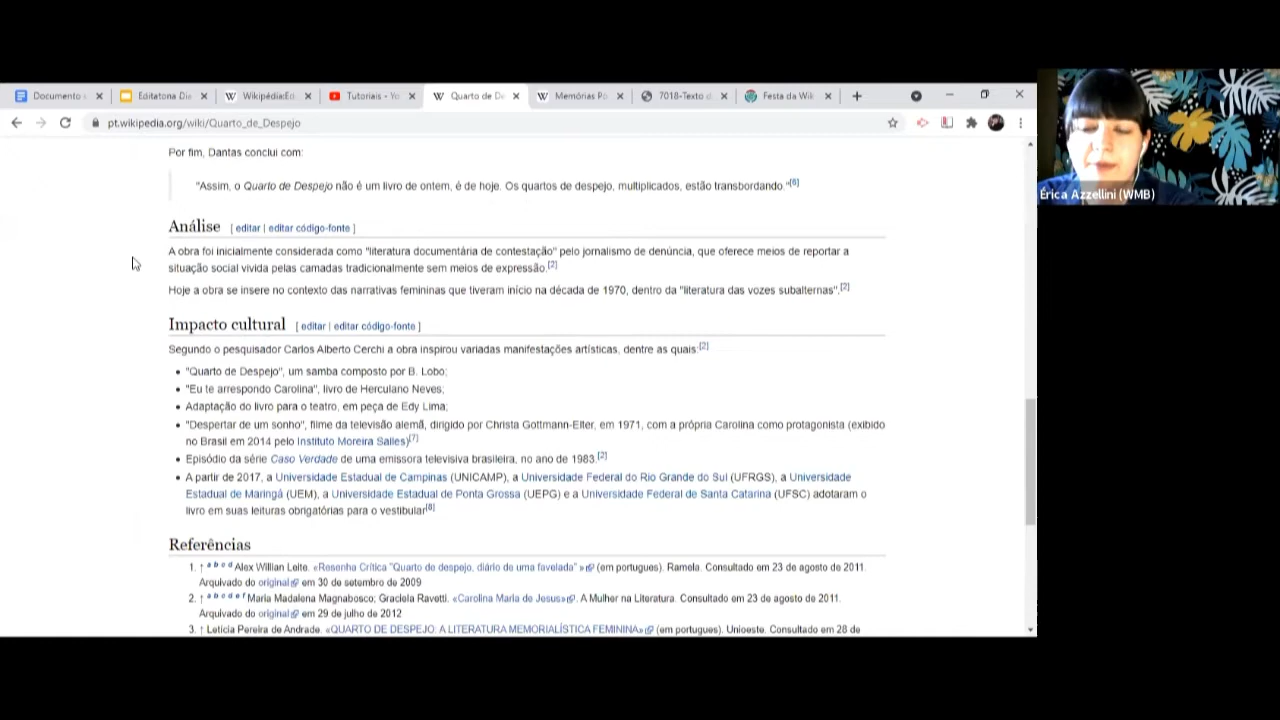 Documento
Editatona Di
Wikipédia:Ed
Tutoriais - Yo
Quarto de De
Memórias Pó
7018-Texto d
Festa da Wik
pt.wikipedia.org/wiki/Quarto_de_Despejo
Érica Azzellini (WMB)
Por fim, Dantas conclui com:
"Assim, o Quarto de Despejo não é um livro de ontem, é de hoje. Os quartos de despejo, multiplicados, estão transbordando."[6]
Análise [ editar | editar código-fonte ]
A obra foi inicialmente considerada como "literatura documentária de contestação" pelo jornalismo de denúncia, que oferece meios de reportar a
situação social vivida pelas camadas tradicionalmente sem meios de expressão.[2]
Hoje a obra se insere no contexto das narrativas femininas que tiveram início na década de 1970, dentro da "literatura das vozes subalternas".[2]
Impacto cultural [ editar | editar código-fonte ]
Segundo o pesquisador Carlos Alberto Cerchi a obra inspirou variadas manifestações artísticas, dentre as quais:[2]
• "Quarto de Despejo", um samba composto por B. Lobo;
• "Eu te arrespondo Carolina", livro de Herculano Neves;
• Adaptação do livro para o teatro, em peça de Edy Lima;
• "Despertar de um sonho", filme da televisão alemã, dirigido por Christa Gottmann-Elter, em 1971, com a própria Carolina como protagonista (exibido
no Brasil em 2014 pelo Instituto Moreira Salles)[7]
• Episódio da série Caso Verdade de uma emissora televisiva brasileira, no ano de 1983.[2]
• A partir de 2017, a Universidade Estadual de Campinas (UNICAMP), a Universidade Federal do Rio Grande do Sul (UFRGS), a Universidade
Estadual de Maringá (UEM), a Universidade Estadual de Ponta Grossa (UEPG) e a Universidade Federal de Santa Catarina (UFSC) adotaram o
livro em suas leituras obrigatórias para o vestibular[8]
Referências
1. ↑ a b c d Alex Willian Leite. «Resenha Crítica "Quarto de despejo, diário de uma favelada" » (em portugues). Ramela. Consultado em 23 de agosto de 2011.
Arquivado do original em 30 de setembro de 2009
2. ↑ a b c d e f Maria Madalena Magnabosco; Graciela Ravetti. «Carolina Maria de Jesus». A Mulher na Literatura. Consultado em 23 de agosto de 2011.
Arquivado do original em 29 de julho de 2012
3. ↑ Letícia Pereira de Andrade. «QUARTO DE DESPEJO: A LITERATURA MEMORIALÍSTICA FEMININA» (em portugues). Unioeste. Consultado em 28 de